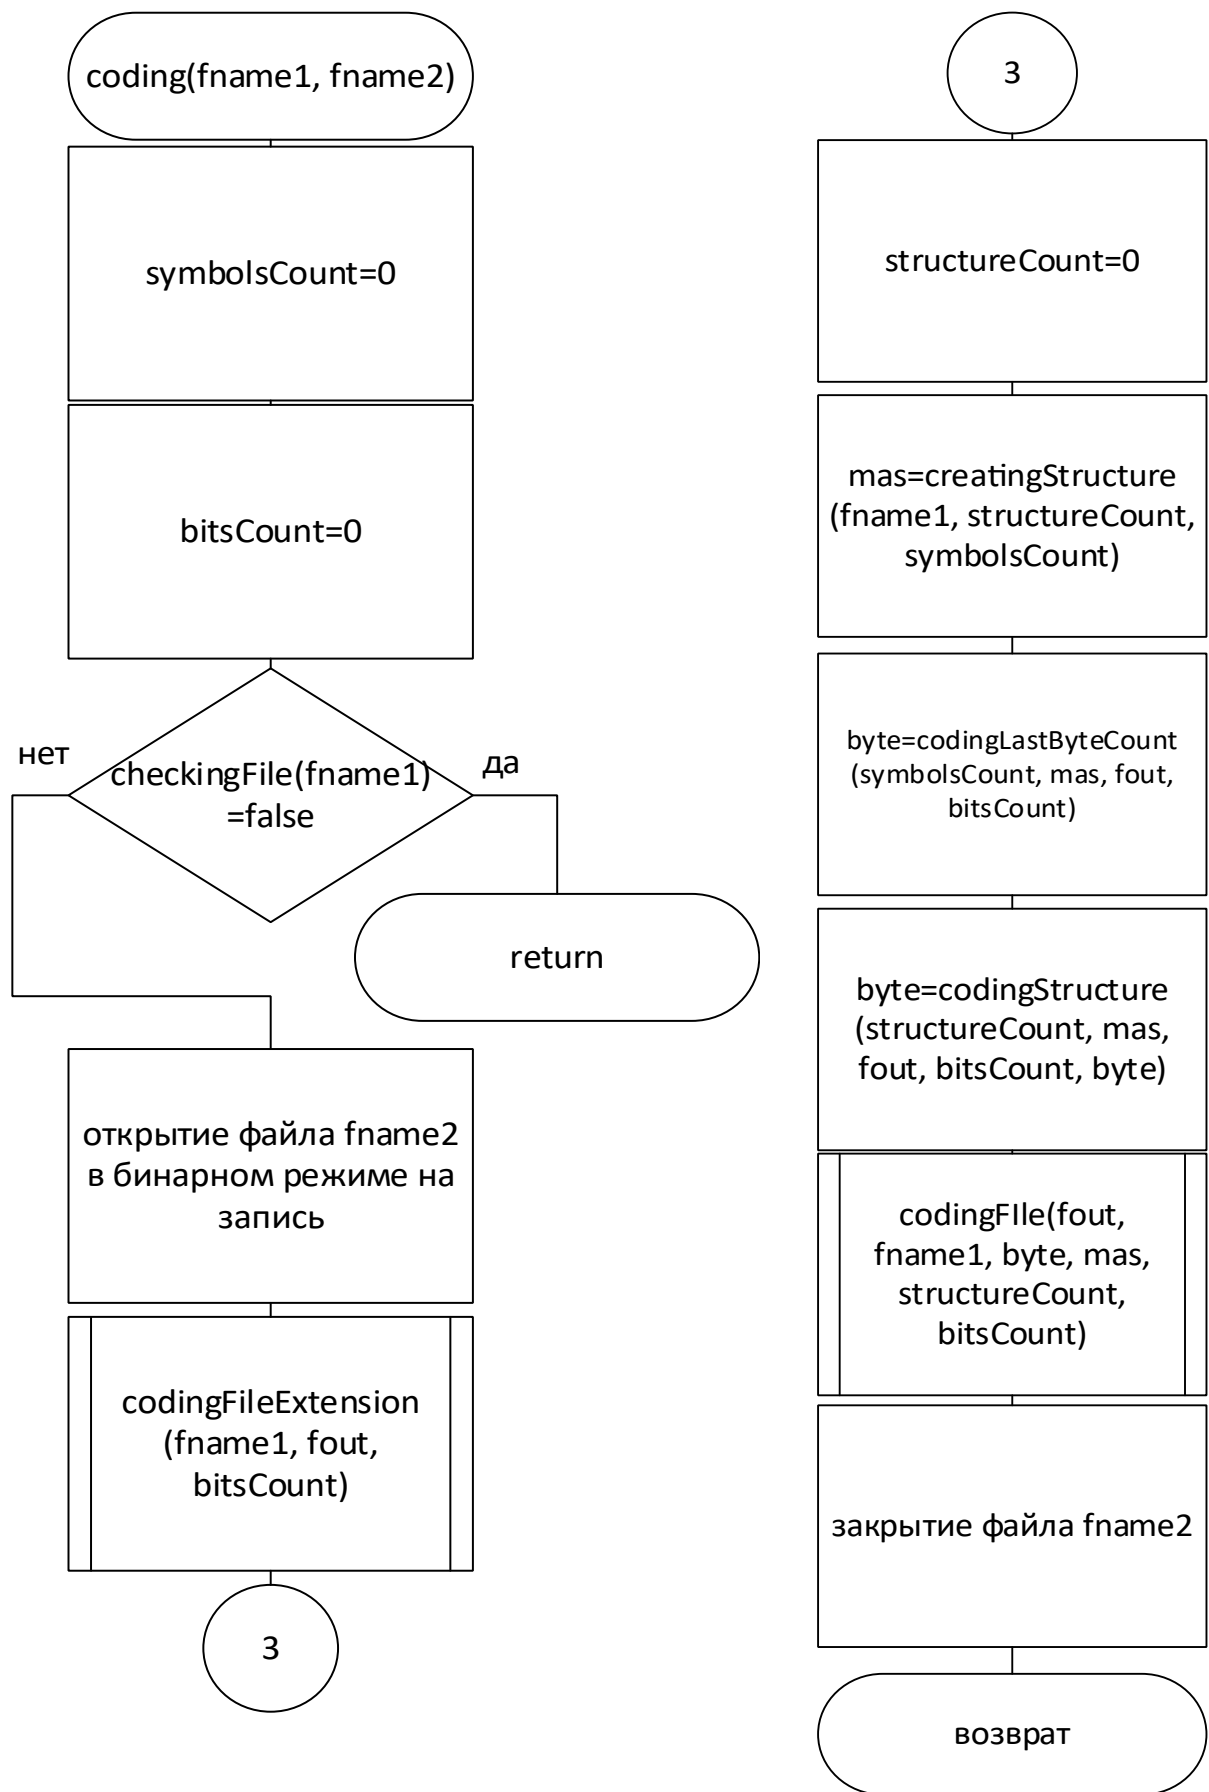 coding(fname1, fname2)
symbolsCount=0
bitsCount=0
нет
checkingFile(fname1)
=false
да
return
открытие файла fname2
в бинарном режиме на
запись
codingFileExtension
(fname1, fout,
bitsCount)
3
3
structureCount=0
mas=creatingStructure
(fname1, structureCount,
symbolsCount)
byte=codingLastByteCount
(symbolsCount, mas, fout,
bitsCount)
byte=codingStructure
(structureCount, mas,
fout, bitsCount, byte)
codingFIle(fout,
fname1, byte, mas,
structureCount,
bitsCount)
закрытие файла fname2
возврат